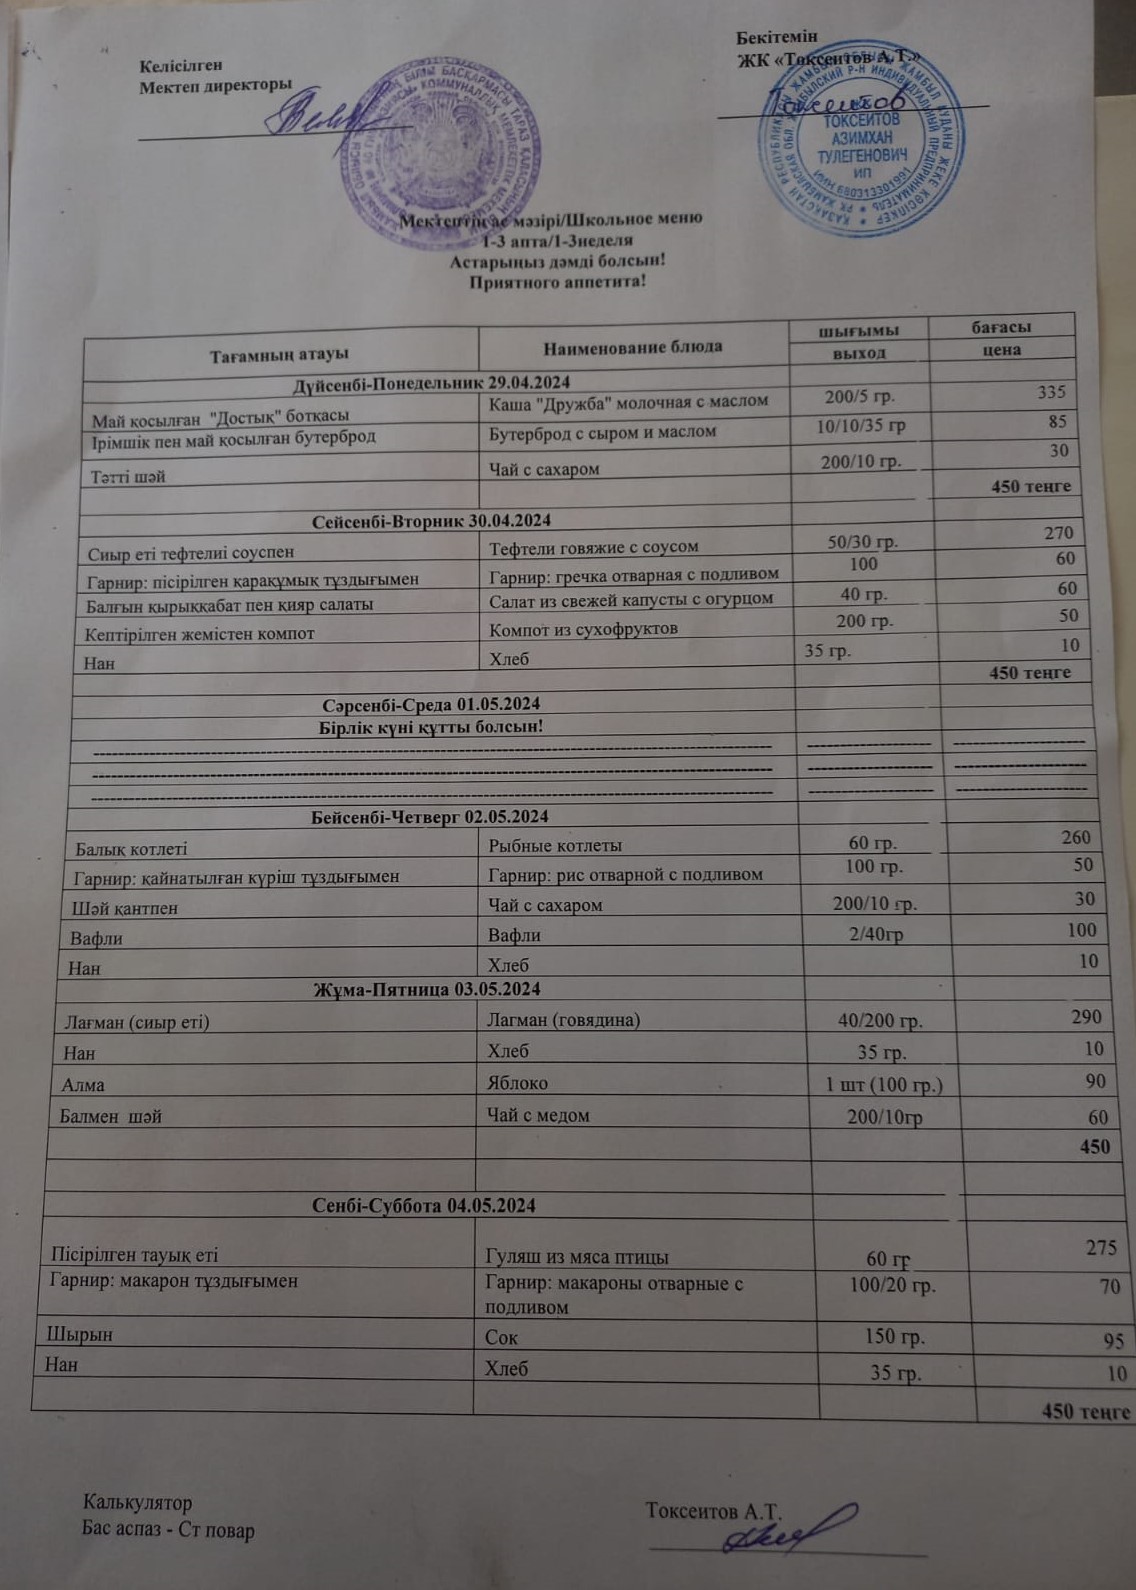 Келісілген
Мектеп директоры
Бекітемін
ЖК «Токсеитов А.Т.»
Токсеитов
ТОКСЕИТОВ
АЗИМХАН
ТУЛЕГЕНОВИЧ
ИП
ИИН 680313301991
Мектептің ас мәзірі/Школьное меню
1-3 апта/1-3неделя
Астарыңыз дәмді болсын!
Приятного аппетита!
Тағамның атауы Наименование блюда шығымы бағасы
выход цена
Дүйсенбі-Понедельник 29.04.2024
Май қосылған "Достық" ботқасы Каша "Дружба" молочная с маслом 200/5 гр. 335
Ірімшік пен май қосылған бутерброд Бутерброд с сыром и маслом 10/10/35 гр 85
Тәтті шәй Чай с сахаром 200/10 гр. 30
450 теңге
Сейсенбі-Вторник 30.04.2024
Сиыр еті тефтелиі соуспен Тефтели говяжие с соусом 50/30 гр. 270
Гарнир: пісірілген қарақұмық тұздығымен Гарнир: гречка отварная с подливом 100 60
Балғын қырыққабат пен қияр салаты Салат из свежей капусты с огурцом 40 гр. 60
Кептірілген жемістен компот Компот из сухофруктов 200 гр. 50
Нан Хлеб 35 гр. 10
450 теңге
Сәрсенбі-Среда 01.05.2024
Бірлік күні құтты болсын!
Бейсенбі-Четверг 02.05.2024
Балық котлеті Рыбные котлеты 60 гр. 260
Гарнир: қайнатылған күріш тұздығымен Гарнир: рис отварной с подливом 100 гр. 50
Шәй қантпен Чай с сахаром 200/10 гр. 30
Вафли Вафли 2/40гр 100
Нан Хлеб 10
Жұма-Пятница 03.05.2024
Лағман (сиыр еті) Лагман (говядина) 40/200 гр. 290
Нан Хлеб 35 гр. 10
Алма Яблоко 1 шт (100 гр.) 90
Балмен шәй Чай с медом 200/10гр 60
450
Сенбі-Суббота 04.05.2024
Пісірілген тауық еті Гуляш из мяса птицы 60 гр 275
Гарнир: макарон тұздығымен Гарнир: макароны отварные с подливом 100/20 гр. 70
Шырын Сок 150 гр. 95
Нан Хлеб 35 гр. 10
450 теңге
Калькулятор
Бас аспаз - Ст повар
Токсеитов А.Т.